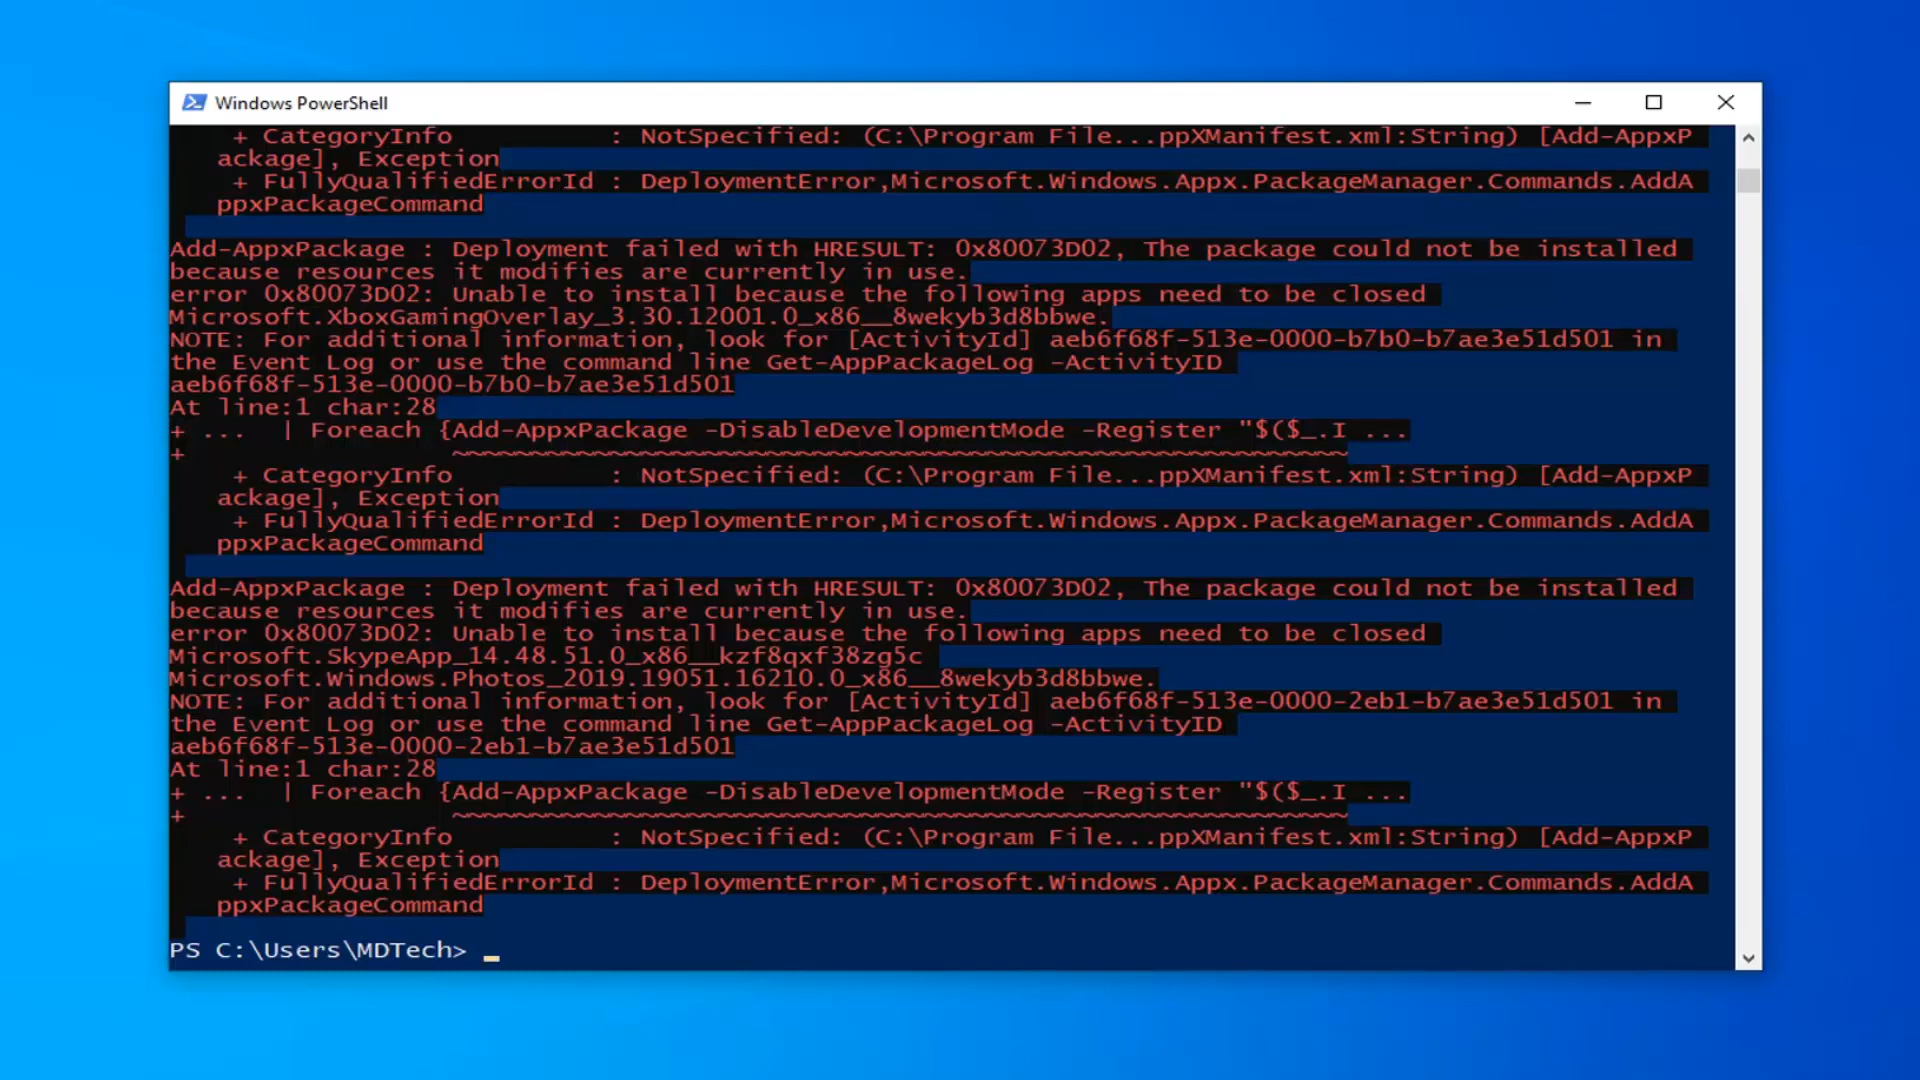 Windows PowerShell
+ CategoryInfo          : NotSpecified: (C:\Program File...ppXManifest.xml:String) [Add-AppxP
ackage], Exception
+ FullyQualifiedErrorId : DeploymentError,Microsoft.Windows.Appx.PackageManager.Commands.AddA
ppxPackageCommand
Add-AppxPackage : Deployment failed with HRESULT: 0x80073D02, The package could not be installed
because resources it modifies are currently in use.
error 0x80073D02: Unable to install because the following apps need to be closed
Microsoft.XboxGamingOverlay_3.30.12001.0_x86__8wekyb3d8bbwe.
NOTE: For additional information, look for [ActivityId] aeb6f68f-513e-0000-b7b0-b7ae3e51d501 in
the Event Log or use the command line Get-AppPackageLog -ActivityID
aeb6f68f-513e-0000-b7b0-b7ae3e51d501
At line:1 char:28
+ ...  | Foreach {Add-AppxPackage -DisableDevelopmentMode -Register "$($_.I ...
+                 ~~~~~~~~~~~~~~~~~~~~~~~~~~~~~~~~~~~~~~~~~~~~~~~~~~~~~~~~~
+ CategoryInfo          : NotSpecified: (C:\Program File...ppXManifest.xml:String) [Add-AppxP
ackage], Exception
+ FullyQualifiedErrorId : DeploymentError,Microsoft.Windows.Appx.PackageManager.Commands.AddA
ppxPackageCommand
Add-AppxPackage : Deployment failed with HRESULT: 0x80073D02, The package could not be installed
because resources it modifies are currently in use.
error 0x80073D02: Unable to install because the following apps need to be closed
Microsoft.SkypeApp_14.48.51.0_x86__kzf8qxf38zg5c
Microsoft.Windows.Photos_2019.19051.16210.0_x86__8wekyb3d8bbwe.
NOTE: For additional information, look for [ActivityId] aeb6f68f-513e-0000-2eb1-b7ae3e51d501 in
the Event Log or use the command line Get-AppPackageLog -ActivityID
aeb6f68f-513e-0000-2eb1-b7ae3e51d501
At line:1 char:28
+ ...  | Foreach {Add-AppxPackage -DisableDevelopmentMode -Register "$($_.I ...
+                 ~~~~~~~~~~~~~~~~~~~~~~~~~~~~~~~~~~~~~~~~~~~~~~~~~~~~~~~~~
+ CategoryInfo          : NotSpecified: (C:\Program File...ppXManifest.xml:String) [Add-AppxP
ackage], Exception
+ FullyQualifiedErrorId : DeploymentError,Microsoft.Windows.Appx.PackageManager.Commands.AddA
ppxPackageCommand
PS C:\Users\MDTech> _